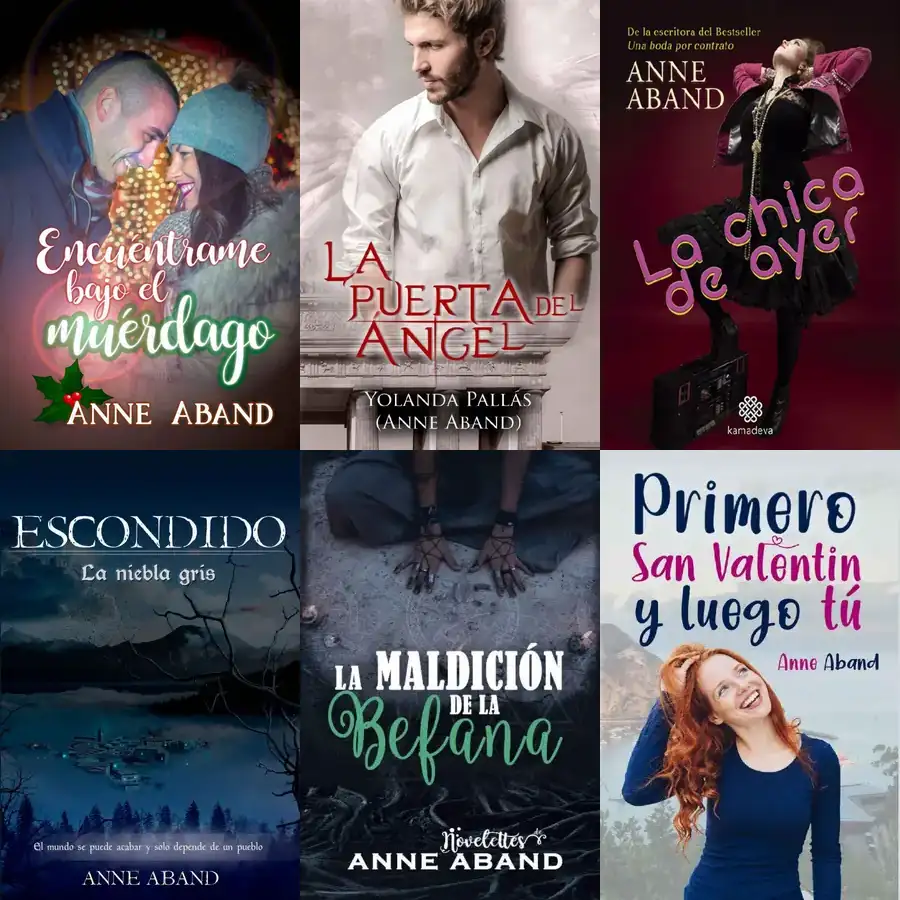 Encuéntrame
bajo el
muérdago
ANNE ABAND
LA
PUERTA DEL
ÁNGEL
YOLANDA PALLÁS
(ANNE ABAND)
De la escritora del Bestseller
Una boda por contrato
ANNE
ABAND
La chica
de ayer
kamadeva
ESCONDIDO
La niebla gris
El mundo se puede acabar y solo depende de un pueblo
ANNE ABAND
LA MALDICIÓN
DE LA
Befana
Novelettes
ANNE ABAND
Primero
San Valentin
y luego tú
Anne Aband